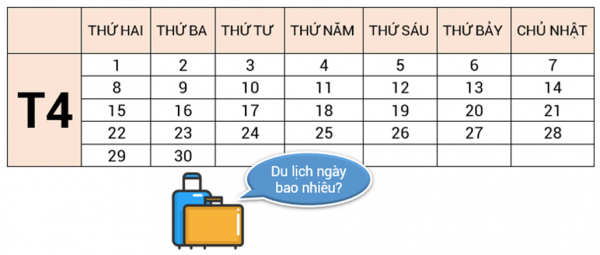 THỨ HAI THỨ BA THỨ TƯ THỨ NĂM THỨ SÁU THỨ BẢY CHỦ NHẬT
T4
1 2 3 4 5 6 7
8 9 10 11 12 13 14
15 16 17 18 19 20 21
22 23 24 25 26 27 28
29 30
Du lịch ngày
bao nhiêu?